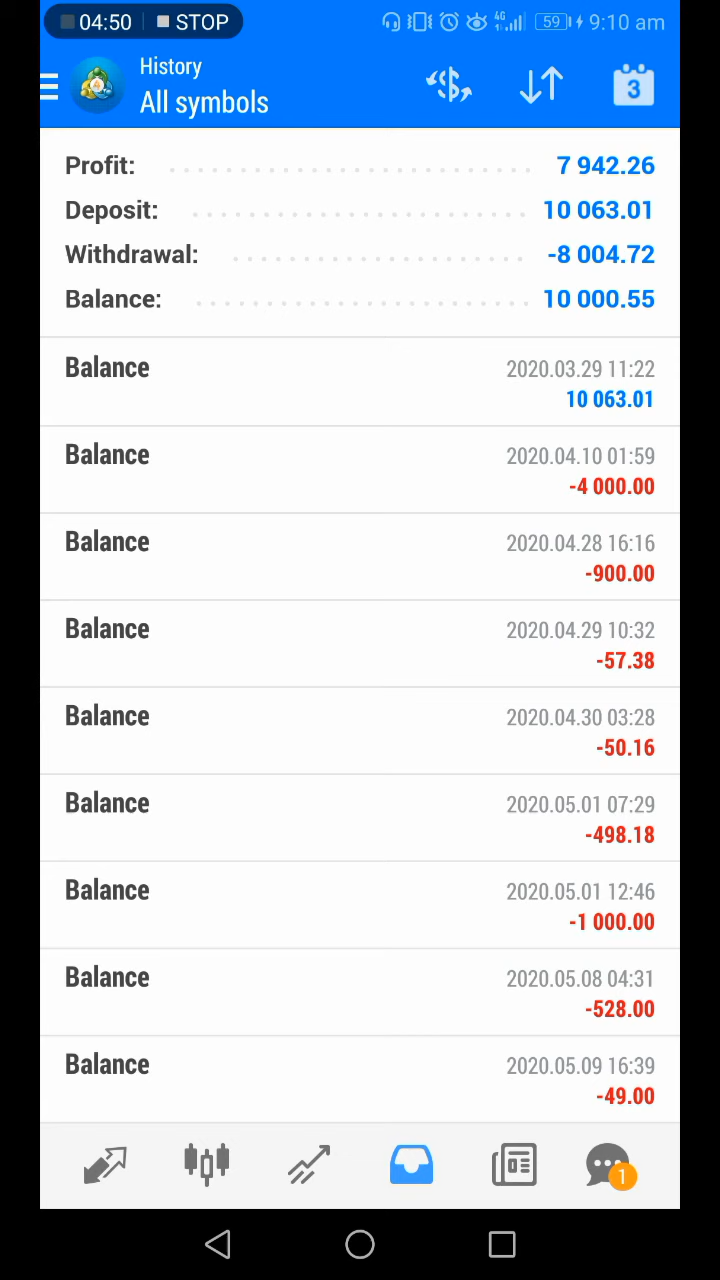 04:50 STOP 4G 59 9:10 am
History
All symbols
3
Profit: 7 942.26
Deposit: 10 063.01
Withdrawal: -8 004.72
Balance: 10 000.55
Balance 2020.03.29 11:22
10 063.01
Balance 2020.04.10 01:59
-4 000.00
Balance 2020.04.28 16:16
-900.00
Balance 2020.04.29 10:32
-57.38
Balance 2020.04.30 03:28
-50.16
Balance 2020.05.01 07:29
-498.18
Balance 2020.05.01 12:46
-1 000.00
Balance 2020.05.08 04:31
-528.00
Balance 2020.05.09 16:39
-49.00
1